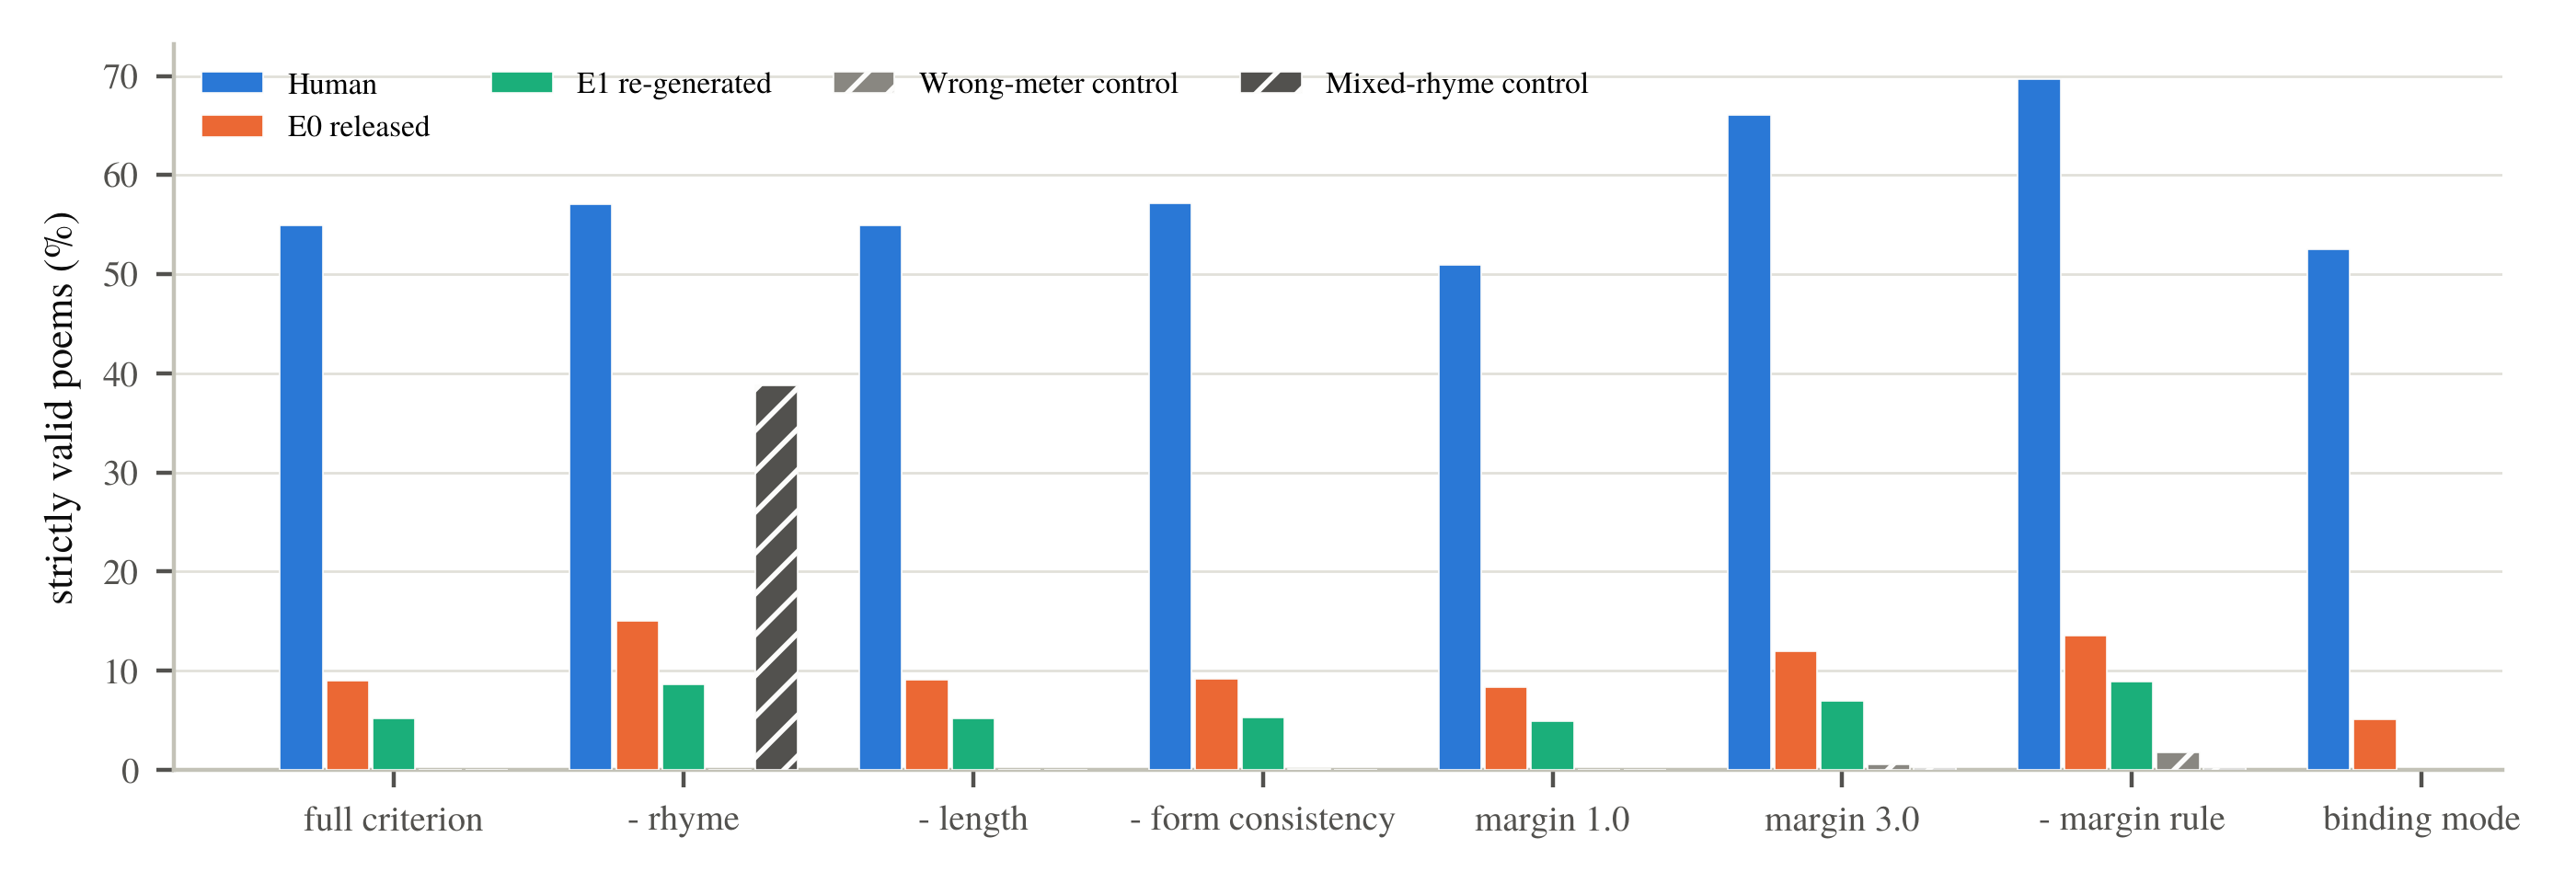 strictly valid poems (%)
70
60
50
40
30
20
10
0
Human
E1 re-generated
Wrong-meter control
Mixed-rhyme control
E0 released
full criterion
- rhyme
- length
- form consistency
margin 1.0
margin 3.0
- margin rule
binding mode